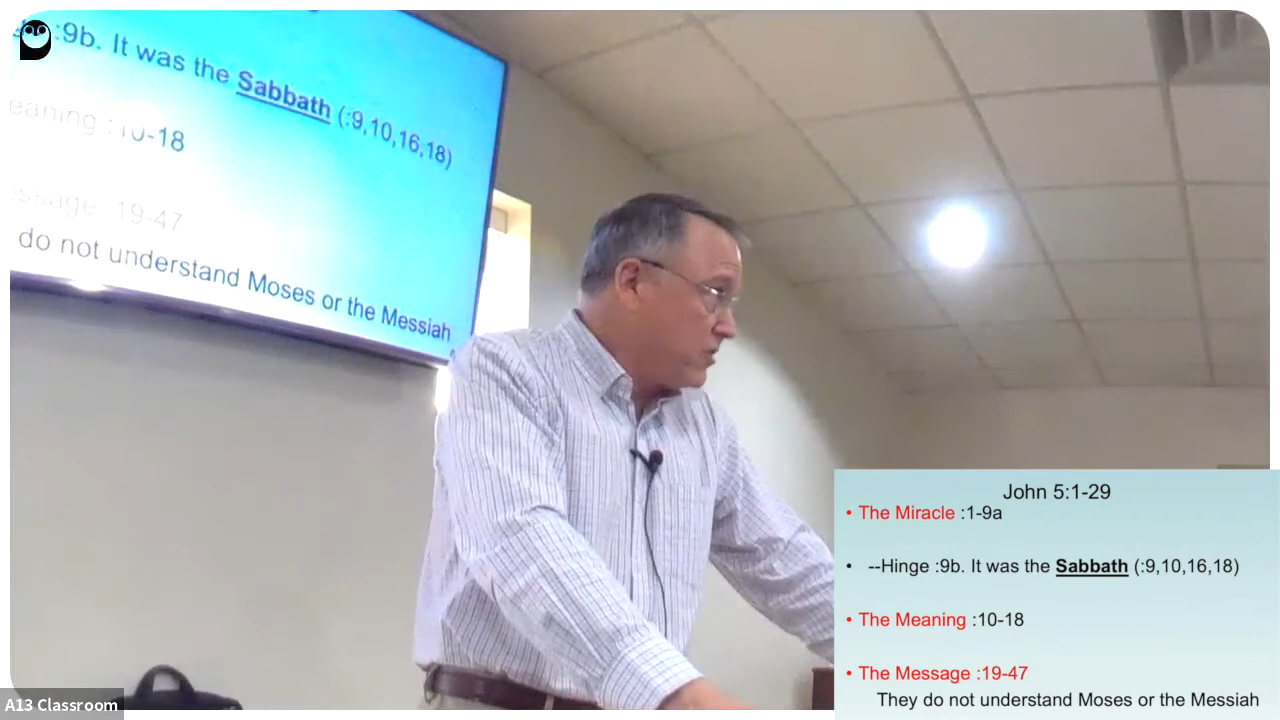 :9b. It was the Sabbath (:9,10,16,18)
eaning :10-18
ssage :19-47
do not understand Moses or the Messiah
John 5:1-29
• The Miracle :1-9a
• --Hinge :9b. It was the Sabbath (:9,10,16,18)
• The Meaning :10-18
• The Message :19-47
They do not understand Moses or the Messiah
A13 Classroom